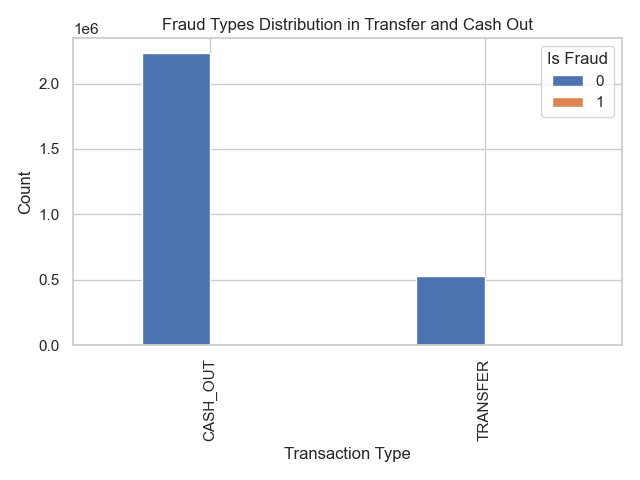 Fraud Types Distribution in Transfer and Cash Out
1e6
Is Fraud
0
1
2.0
1.5
1.0
0.5
0.0
Count
CASH_OUT
TRANSFER
Transaction Type